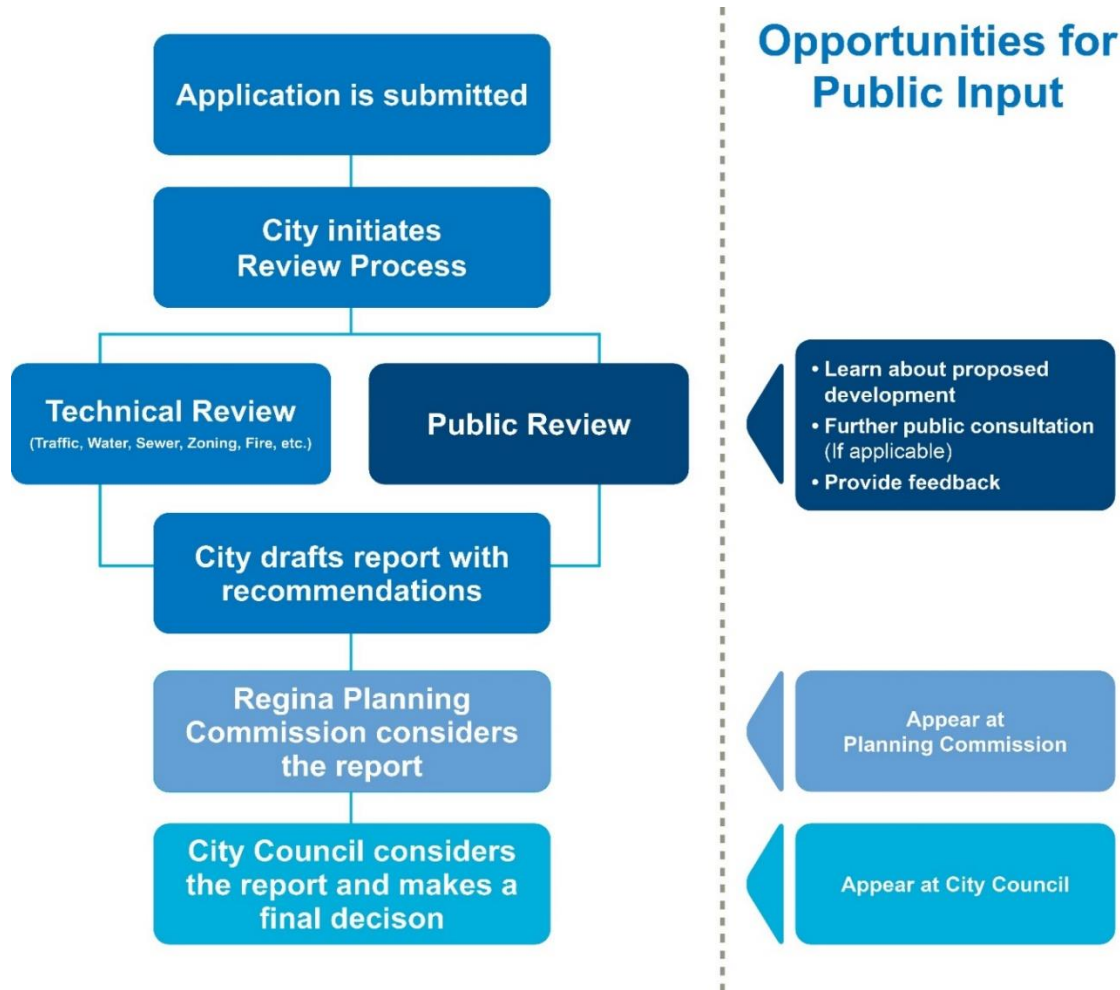 Opportunities for
Public Input
Application is submitted
City initiates
Review Process
Technical Review
(Traffic, Water, Sewer, Zoning, Fire, etc.)
Public Review
• Learn about proposed
development
• Further public consultation
(If applicable)
• Provide feedback
City drafts report with
recommendations
Regina Planning
Commission considers
the report
Appear at
Planning Commission
City Council considers
the report and makes a
final decison
Appear at City Council